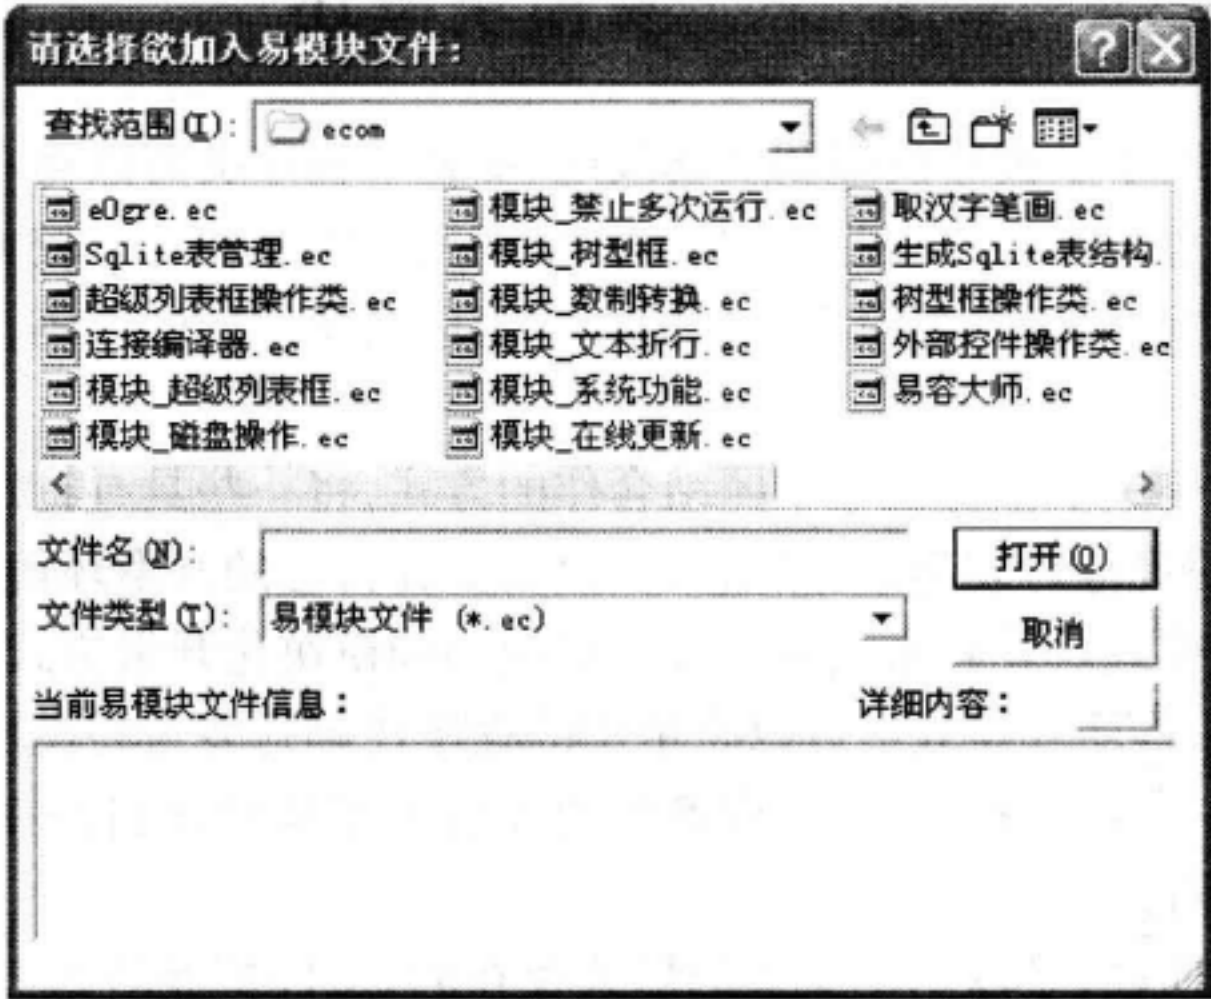 请选择欲加入易模块文件:
查找范围(I): ecom
eOgre.ec 模块_禁止多次运行.ec 取汉字笔画.ec
Sqlite表管理.ec 模块_树型框.ec 生成Sqlite表结构.
超级列表框操作类.ec 模块_数制转换.ec 树型框操作类.ec
连接编译器.ec 模块_文本折行.ec 外部控件操作类.ec
模块_超级列表框.ec 模块_系统功能.ec 易容大师.ec
模块_磁盘操作.ec 模块_在线更新.ec
文件名(N): 打开(O)
文件类型(T): 易模块文件 (*.ec) 取消
当前易模块文件信息: 详细内容: